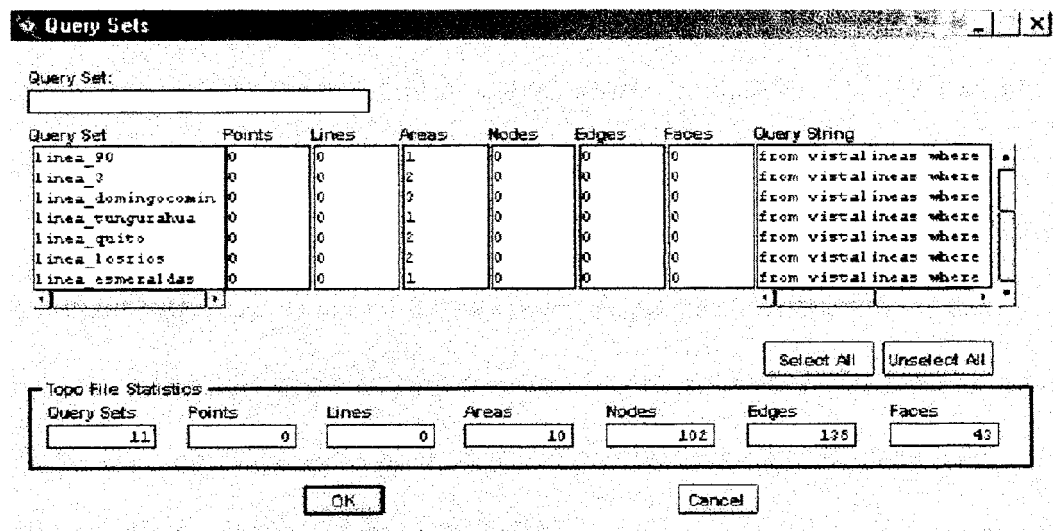 Query Sets
Query Set:
Query Set Points Lines Areas Nodes Edges Faces Query String
linea_90 0 0 1 0 0 0 from vistalineas where
linea_3 0 0 2 0 0 0 from vistalineas where
linea_domingocomin 0 0 3 0 0 0 from vistalineas where
linea_tungurahua 0 0 1 0 0 0 from vistalineas where
linea_quito 0 0 2 0 0 0 from vistalineas where
linea_losrios 0 0 2 0 0 0 from vistalineas where
linea_esmeraldas 0 0 1 0 0 0 from vistalineas where
Select All Unselect All
Topo File Statistics
Query Sets Points Lines Areas Nodes Edges Faces
11 0 0 10 102 135 43
OK Cancel